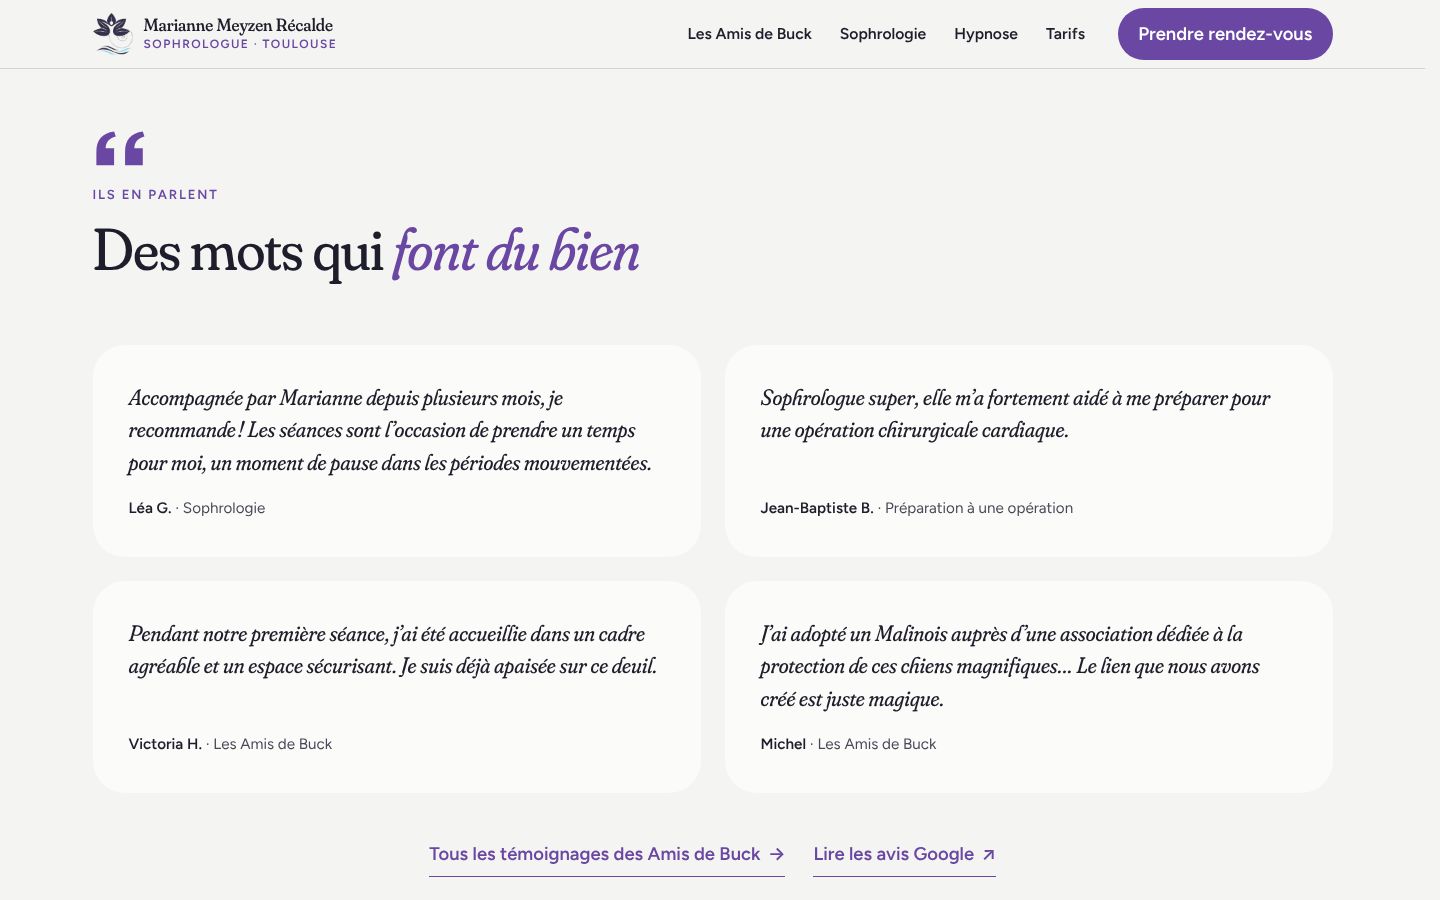 Marianne Meyzen Récalde
SOPHROLOGUE · TOULOUSE
Les Amis de Buck
Sophrologie
Hypnose
Tarifs
Prendre rendez-vous
“
ILS EN PARLENT
Des mots qui font du bien
Accompagnée par Marianne depuis plusieurs mois, je
recommande ! Les séances sont l’occasion de prendre un temps
pour moi, un moment de pause dans les périodes mouvementées.
Léa G. · Sophrologie
Sophrologue super, elle m’a fortement aidé à me préparer pour
une opération chirurgicale cardiaque.
Jean-Baptiste B. · Préparation à une opération
Pendant notre première séance, j’ai été accueillie dans un cadre
agréable et un espace sécurisant. Je suis déjà apaisée sur ce deuil.
Victoria H. · Les Amis de Buck
J’ai adopté un Malinois auprès d’une association dédiée à la
protection de ces chiens magnifiques… Le lien que nous avons
créé est juste magique.
Michel · Les Amis de Buck
Tous les témoignages des Amis de Buck →
Lire les avis Google ↗